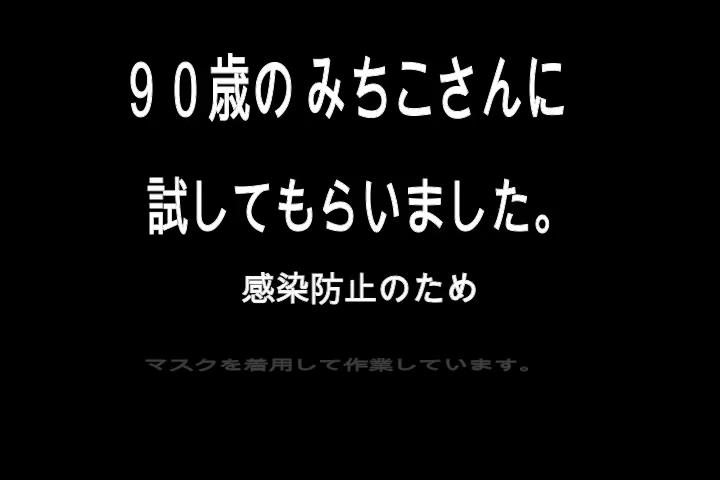 ９０歳のみちこさんに
試してもらいました。
感染防止のため
マスクを着用して作業しています。